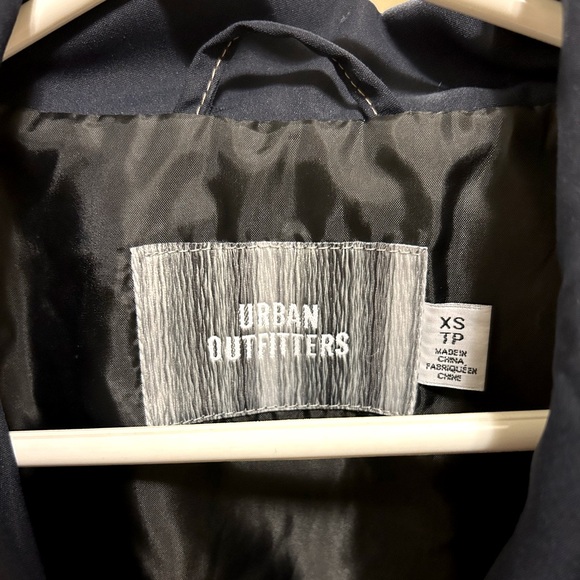 URBAN
OUTFITTERS
XS
TP
MADE IN
CHINA
FABRIQUÉ EN
CHINE